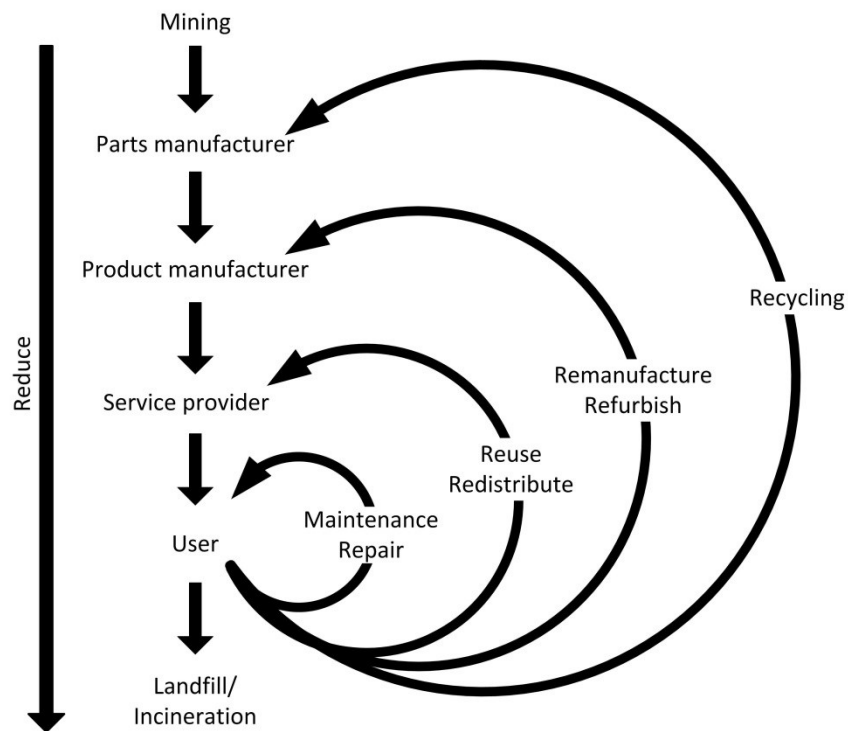 Mining
Parts manufacturer
Product manufacturer
Recycling
Reduce
Remanufacture
Refurbish
Service provider
Reuse
Redistribute
Maintenance
Repair
User
Landfill/
Incineration